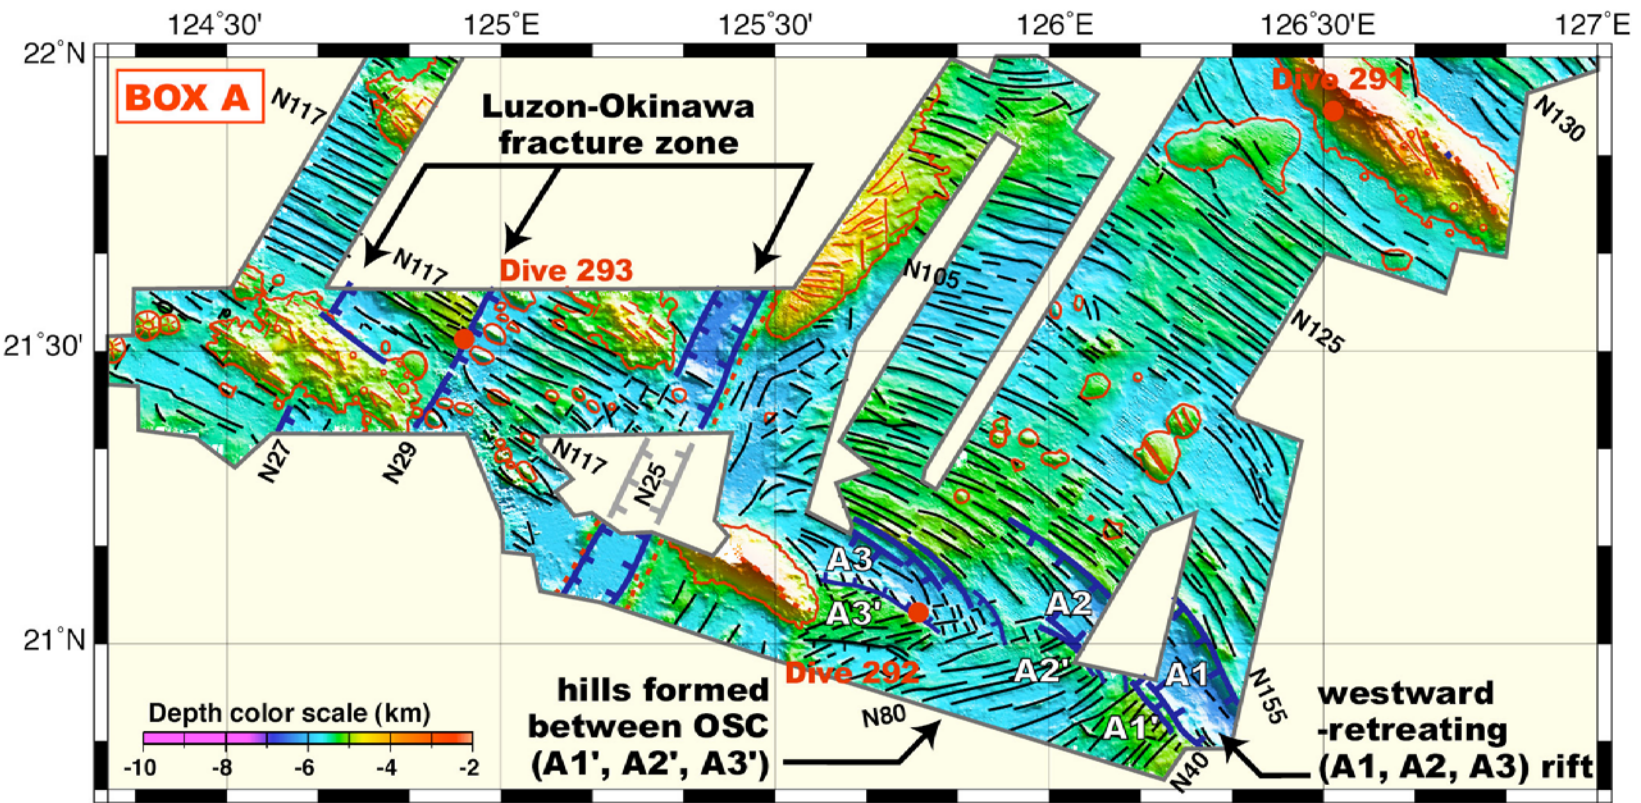 124°30' 125°E 125°30' 126°E 126°30' 127°E
22°N
21°30'
21°N
BOX A
N117
Luzon-Okinawa
fracture zone
Dive 291
N130
N117
Dive 293
N105
N125
N27
N29
N117
N25
A3
A3'
A2
A2'
A1
A1'
Dive 292
N80
N155
N40
hills formed
between OSC
(A1', A2', A3')
westward
-retreating
(A1, A2, A3) rift
Depth color scale (km)
-10 -8 -6 -4 -2